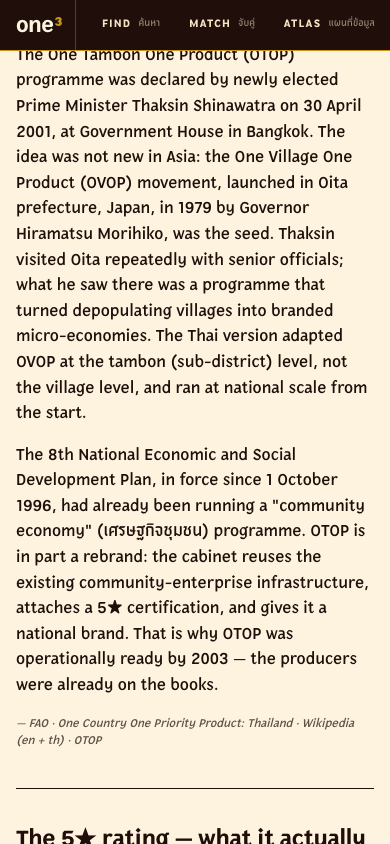 one³
FIND ค้นหา MATCH จับคู่ ATLAS แผนที่ข้อมูล
The One Tambon One Product (OTOP)
programme was declared by newly elected
Prime Minister Thaksin Shinawatra on 30 April
2001, at Government House in Bangkok. The
idea was not new in Asia: the One Village One
Product (OVOP) movement, launched in Oita
prefecture, Japan, in 1979 by Governor
Hiramatsu Morihiko, was the seed. Thaksin
visited Oita repeatedly with senior officials;
what he saw there was a programme that
turned depopulating villages into branded
micro-economies. The Thai version adapted
OVOP at the tambon (sub-district) level, not
the village level, and ran at national scale from
the start.
The 8th National Economic and Social
Development Plan, in force since 1 October
1996, had already been running a "community
economy" (เศรษฐกิจชุมชน) programme. OTOP is
in part a rebrand: the cabinet reuses the
existing community-enterprise infrastructure,
attaches a 5★ certification, and gives it a
national brand. That is why OTOP was
operationally ready by 2003 — the producers
were already on the books.
— FAO · One Country One Priority Product: Thailand · Wikipedia
(en + th) · OTOP
The 5★ rating — what it actually